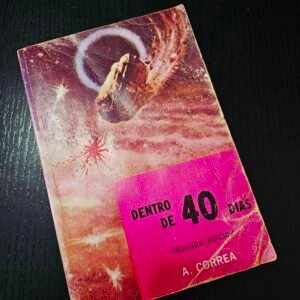 DENTRO
DE 40 DIAS
SEGUNDA EDICION
A. CORREA